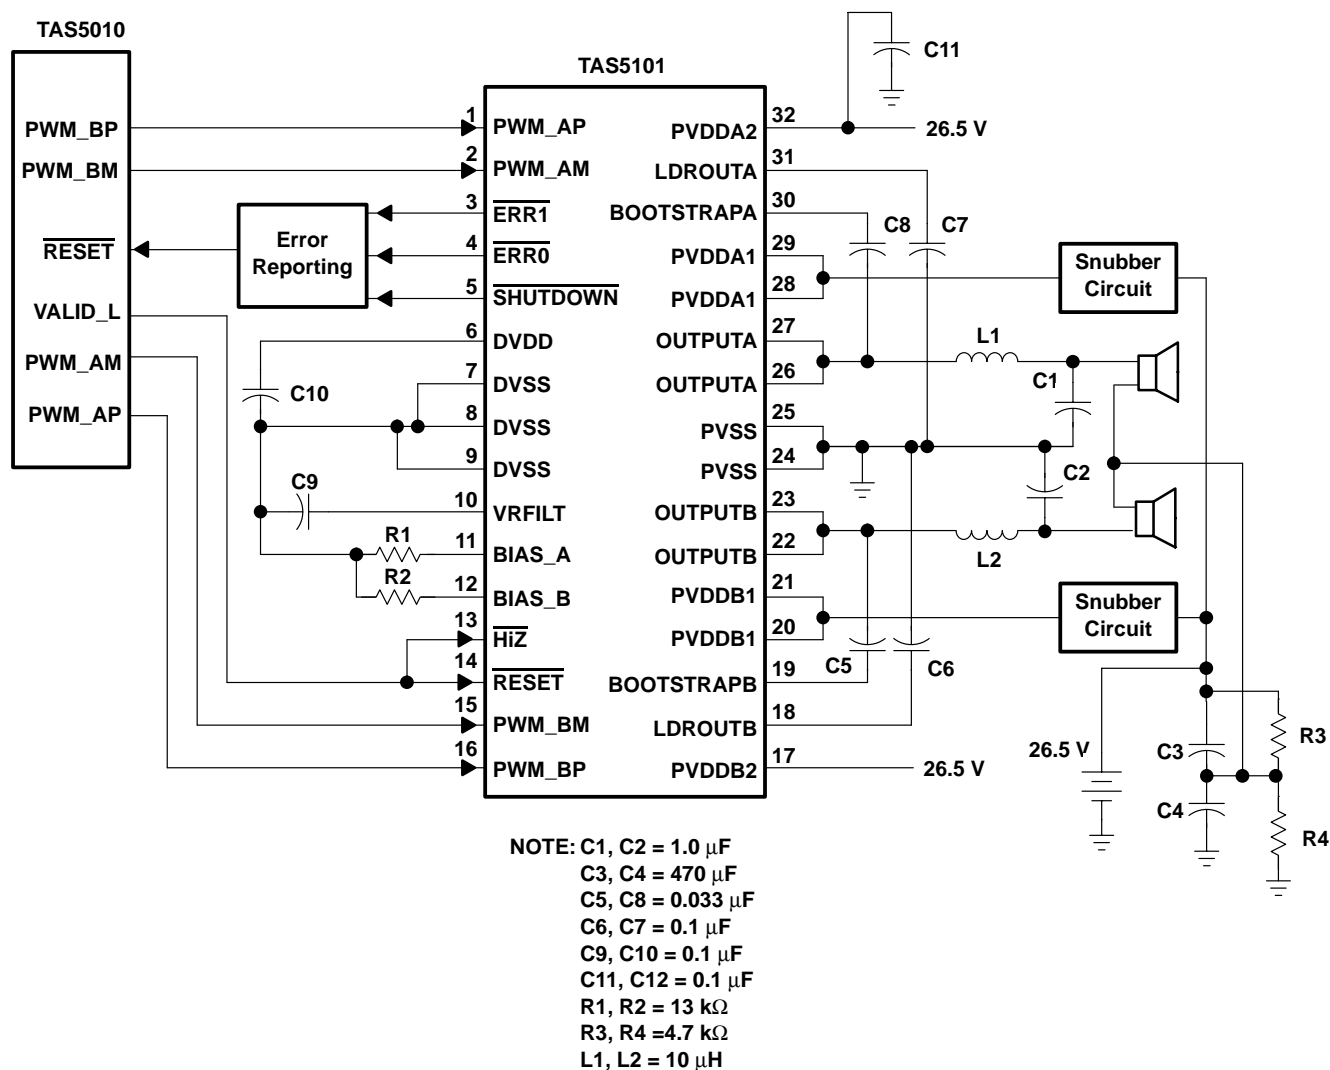 TAS5010
PWM_BP
PWM_BM
RESET
VALID_L
PWM_AM
PWM_AP
Error
Reporting
C10
C9
R1
R2
TAS5101
1 PWM_AP
2 PWM_AM
3 ERR1
4 ERR0
5 SHUTDOWN
6 DVDD
7 DVSS
8 DVSS
9 DVSS
10 VRFILT
11 BIAS_A
12 BIAS_B
13 HiZ
14 RESET
15 PWM_BM
16 PWM_BP
PVDDA2 32
LDROUTA 31
BOOTSTRAPA 30
PVDDA1 29
PVDDA1 28
OUTPUTA 27
OUTPUTA 26
PVSS 25
PVSS 24
OUTPUTB 23
OUTPUTB 22
PVDDB1 21
PVDDB1 20
BOOTSTRAPB 19
LDROUTB 18
PVDDB2 17
C11
26.5 V
C8
C7
Snubber
Circuit
L1
C1
C2
L2
Snubber
Circuit
C5
C6
26.5 V
26.5 V
C3
R3
C4
R4
NOTE: C1, C2 = 1.0 μF
C3, C4 = 470 μF
C5, C8 = 0.033 μF
C6, C7 = 0.1 μF
C9, C10 = 0.1 μF
C11, C12 = 0.1 μF
R1, R2 = 13 kΩ
R3, R4 =4.7 kΩ
L1, L2 = 10 μH